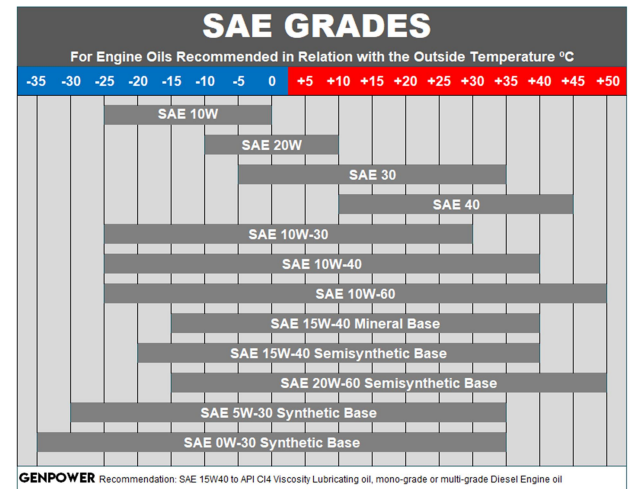 SAE GRADES
For Engine Oils Recommended in Relation with the Outside Temperature ºC
-35 -30 -25 -20 -15 -10 -5 0 +5 +10 +15 +20 +25 +30 +35 +40 +45 +50
SAE 10W
SAE 20W
SAE 30
SAE 40
SAE 10W-30
SAE 10W-40
SAE 10W-60
SAE 15W-40 Mineral Base
SAE 15W-40 Semisynthetic Base
SAE 20W-60 Semisynthetic Base
SAE 5W-30 Synthetic Base
SAE 0W-30 Synthetic Base
GENPOWER Recommendation: SAE 15W40 to API CI4 Viscosity Lubricating oil, mono-grade or multi-grade Diesel Engine oil